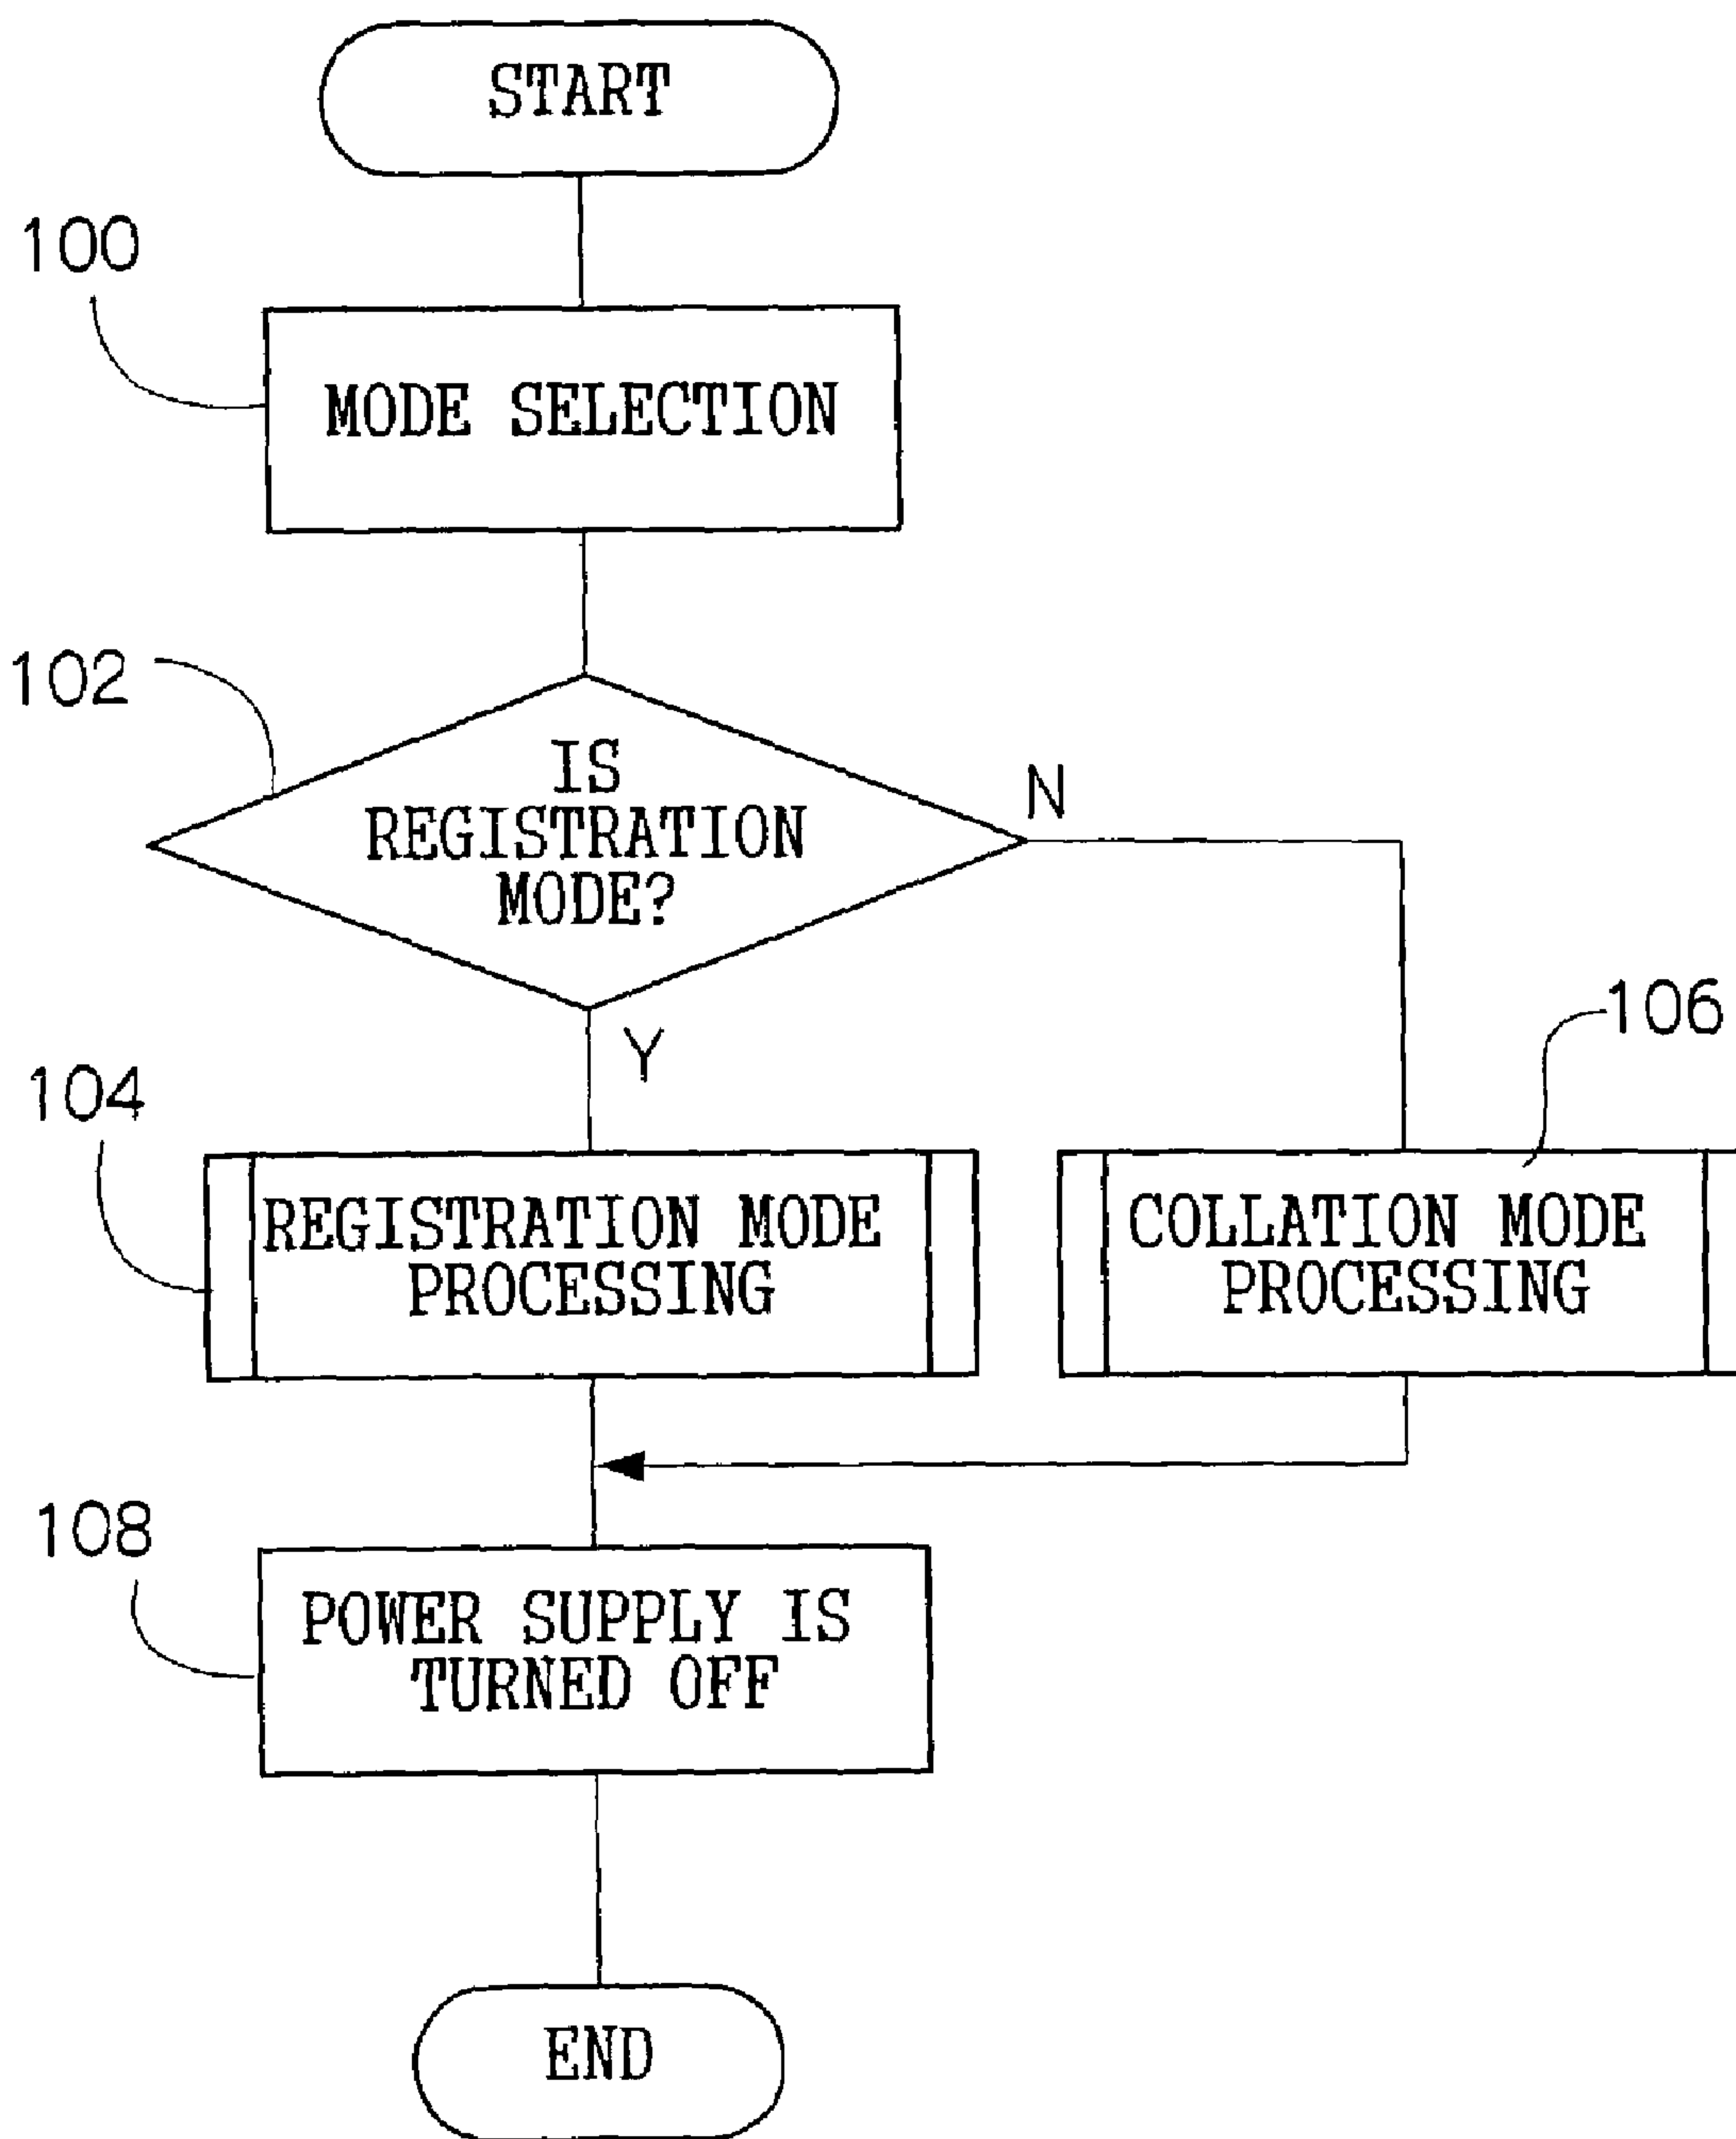 START
100
MODE SELECTION
102
IS
REGISTRATION
MODE?
N
Y
104
REGISTRATION MODE
PROCESSING
106
COLLATION MODE
PROCESSING
108
POWER SUPPLY IS
TURNED OFF
END